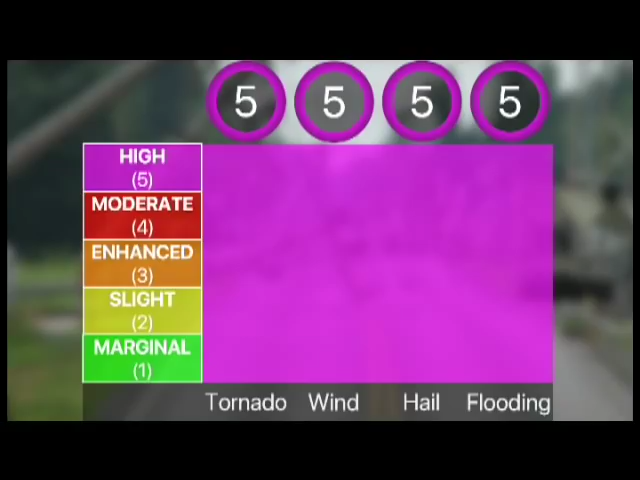 5 5 5 5
HIGH
(5)
MODERATE
(4)
ENHANCED
(3)
SLIGHT
(2)
MARGINAL
(1)
Tornado Wind Hail Flooding